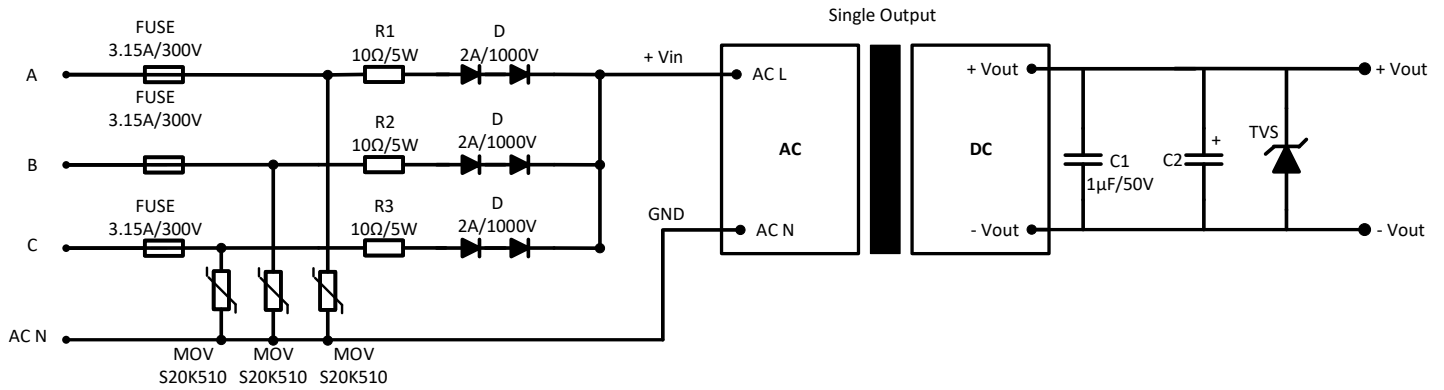 Single Output
FUSE
3.15A/300V
R1
10Ω/5W
D
2A/1000V
A
+ Vin
AC L
+ Vout
+ Vout
FUSE
3.15A/300V
R2
10Ω/5W
D
2A/1000V
B
AC
DC
C1
1µF/50V
C2
+
TVS
FUSE
3.15A/300V
R3
10Ω/5W
D
2A/1000V
C
GND
AC N
- Vout
- Vout
AC N
MOV MOV MOV
S20K510 S20K510 S20K510